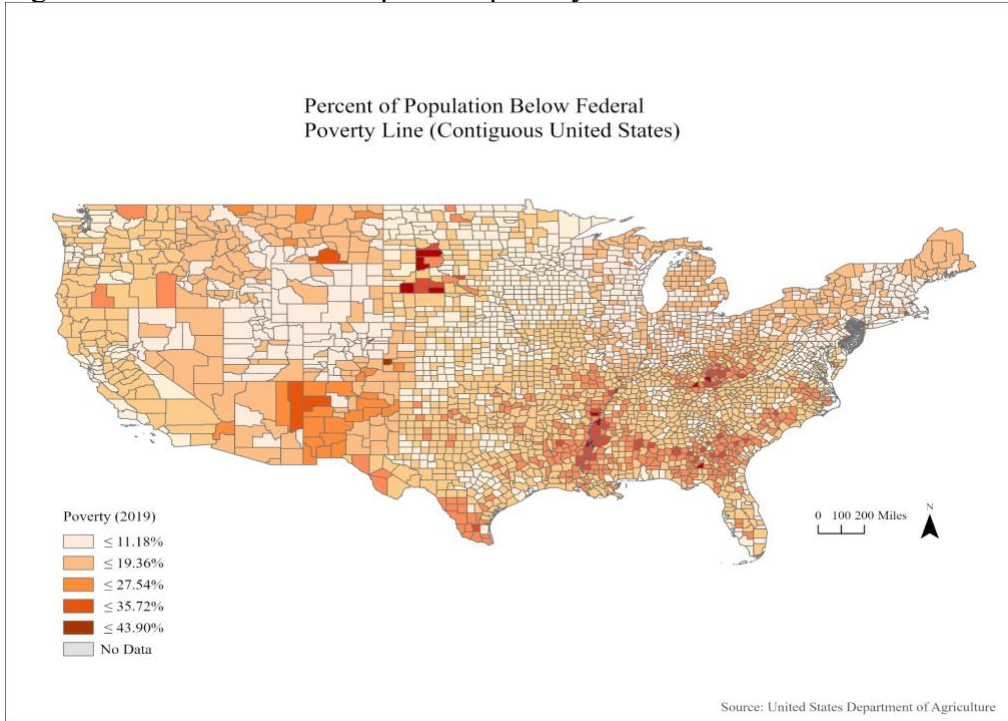 Percent of Population Below Federal
Poverty Line (Contiguous United States)
Poverty (2019)
≤ 11.18%
≤ 19.36%
≤ 27.54%
≤ 35.72%
≤ 43.90%
No Data
0 100 200 Miles
N
Source: United States Department of Agriculture